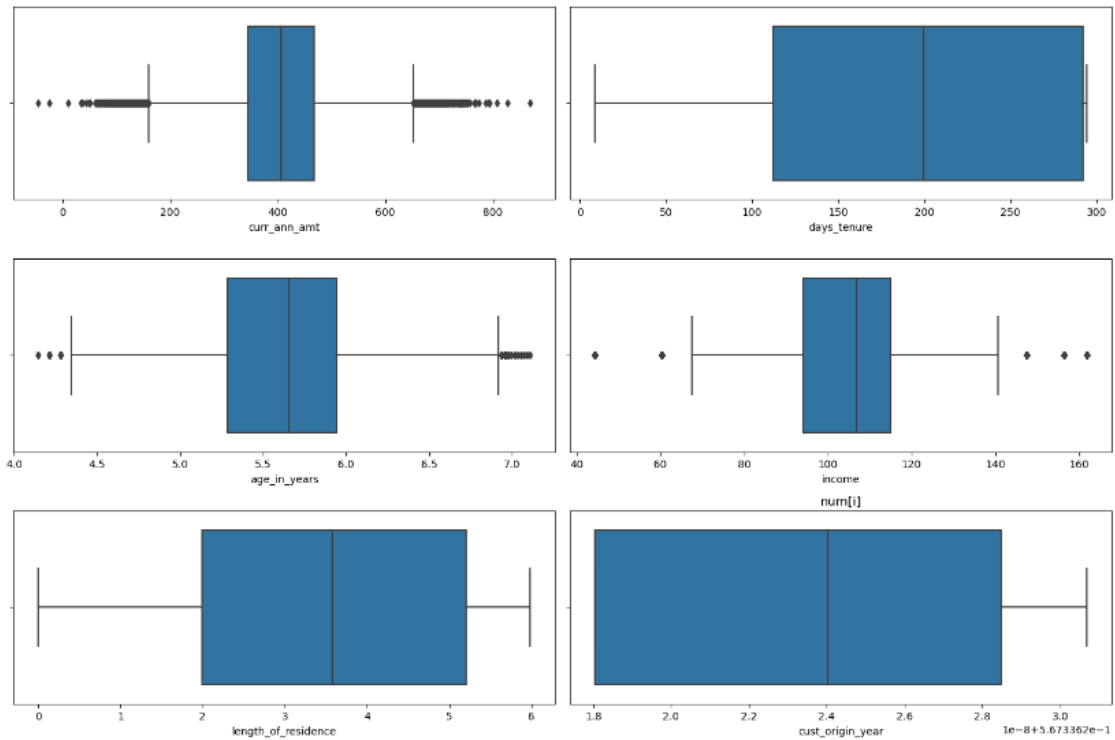 0 200 400 600 800
curr_ann_amt
0 50 100 150 200 250 300
days_tenure
4.0 4.5 5.0 5.5 6.0 6.5 7.0
age_in_years
40 60 80 100 120 140 160
income
num[i]
0 1 2 3 4 5 6
length_of_residence
1.8 2.0 2.2 2.4 2.6 2.8 3.0
cust_origin_year
1e−8+5.673362e−1